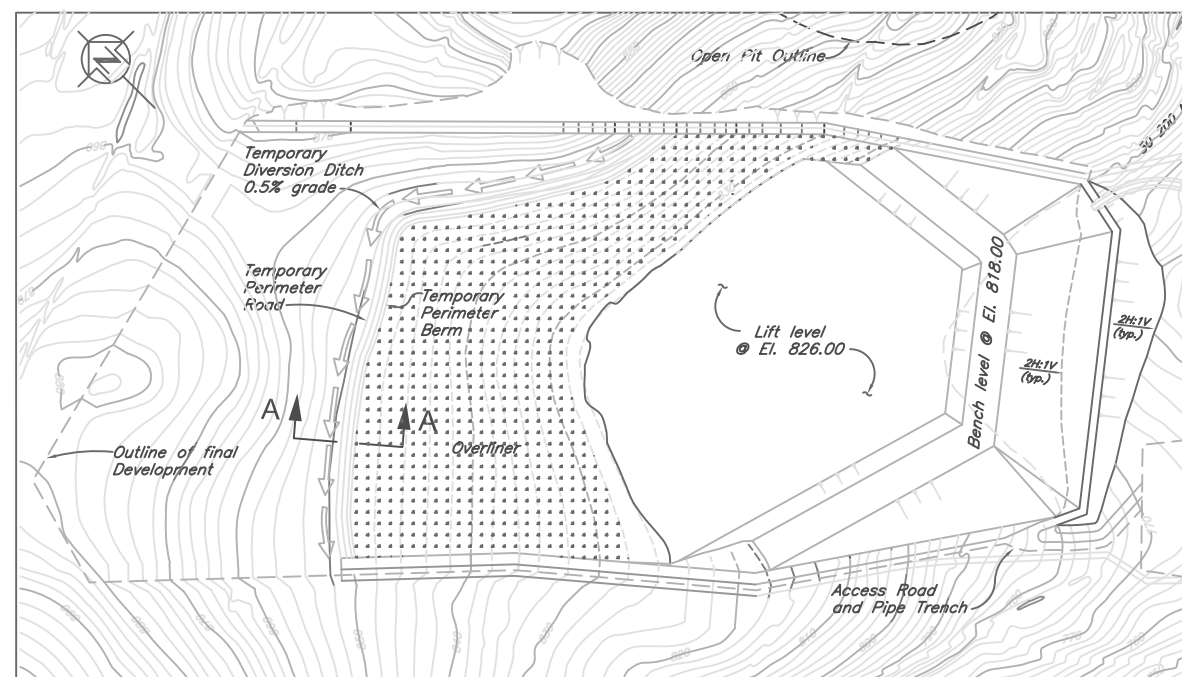 Open Pit Outline
Temporary
Diversion Ditch
0.5% grade
Temporary
Perimeter
Road
Temporary
Perimeter
Berm
Lift level
@ El. 826.00
Bench level @ El. 818.00
2H:1V
(typ.)
2H:1V
(typ.)
A
A
Overliner
Outline of final
Development
Access Road
and Pipe Trench